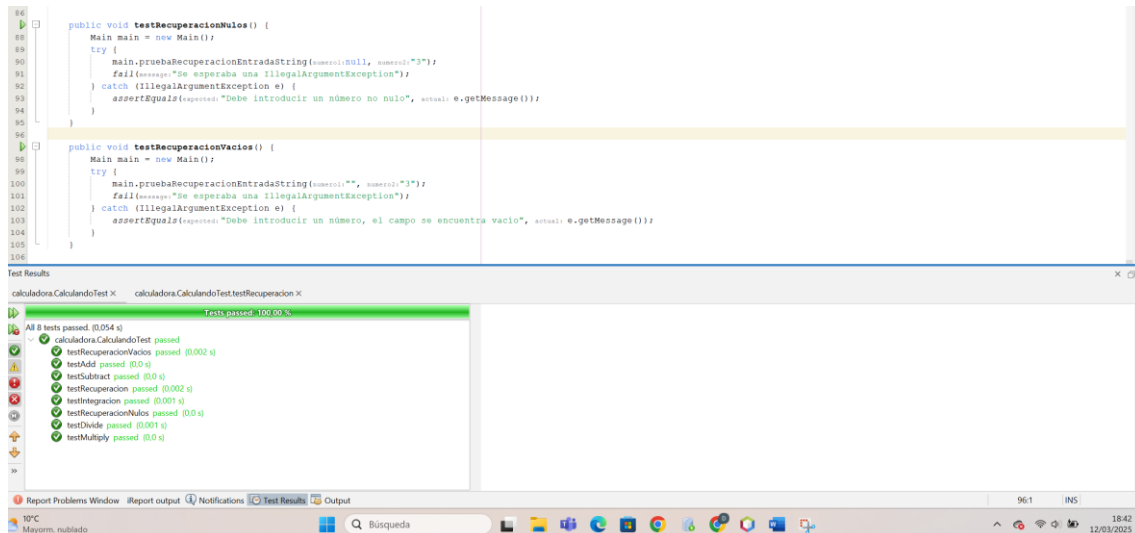 86
public void testRecuperacionNulos() {
88 Main main = new Main();
89 try {
90 main.pruebaRecuperacionEntradaString(numero1:null, numero2:"3");
91 fail(message:"Se esperaba una IllegalArgumentException");
92 } catch (IllegalArgumentException e) {
93 assertEquals(expected:"Debe introducir un número no nulo", actual: e.getMessage());
94 }
95 }
96
public void testRecuperacionVacios() {
98 Main main = new Main();
99 try {
100 main.pruebaRecuperacionEntradaString(numero1:"", numero2:"3");
101 fail(message:"Se esperaba una IllegalArgumentException");
102 } catch (IllegalArgumentException e) {
103 assertEquals(expected:"Debe introducir un número, el campo se encuentra vacio", actual: e.getMessage());
104 }
105 }
106
Test Results
calculadora.CalculandoTest × calculadora.CalculandoTest.testRecuperacion ×
Tests passed: 100,00 %
All 8 tests passed. (0,054 s)
calculadora.CalculandoTest passed
testRecuperacionVacios passed (0,002 s)
testAdd passed (0,0 s)
testSubtract passed (0,0 s)
testRecuperacion passed (0,002 s)
testIntegracion passed (0,001 s)
testRecuperacionNulos passed (0,0 s)
testDivide passed (0,001 s)
testMultiply passed (0,0 s)
Report Problems Window iReport output Notifications Test Results Output 96:1 INS
10°C
Mayorm. nublado
Búsqueda
18:42
12/03/2025